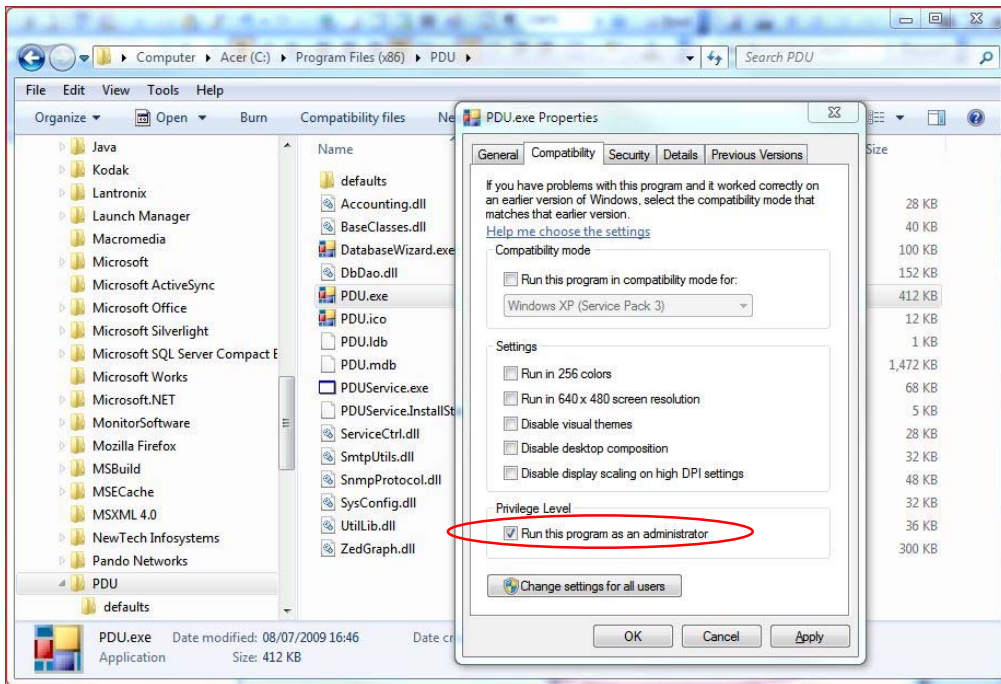 Computer ▸ Acer (C:) ▸ Program Files (x86) ▸ PDU ▸
Search PDU
File Edit View Tools Help
Organize Open Burn Compatibility files
Java
Kodak
Lantronix
Launch Manager
Macromedia
Microsoft
Microsoft ActiveSync
Microsoft Office
Microsoft Silverlight
Microsoft SQL Server Compact E
Microsoft Works
Microsoft.NET
MonitorSoftware
Mozilla Firefox
MSBuild
MSECache
MSXML 4.0
NewTech Infosystems
Pando Networks
PDU
defaults
Name
Size
defaults
Accounting.dll 28 KB
BaseClasses.dll 40 KB
DatabaseWizard.exe 100 KB
DbDao.dll 152 KB
PDU.exe 412 KB
PDU.ico 12 KB
PDU.ldb 1 KB
PDU.mdb 1,472 KB
PDUService.exe 68 KB
PDUService.InstallSt 5 KB
ServiceCtrl.dll 28 KB
SmtpUtils.dll 32 KB
SnmpProtocol.dll 48 KB
SysConfig.dll 32 KB
UtilLib.dll 36 KB
ZedGraph.dll 300 KB
PDU.exe Properties
General Compatibility Security Details Previous Versions
If you have problems with this program and it worked correctly on
an earlier version of Windows, select the compatibility mode that
matches that earlier version.
Help me choose the settings
Compatibility mode
Run this program in compatibility mode for:
Windows XP (Service Pack 3)
Settings
Run in 256 colors
Run in 640 x 480 screen resolution
Disable visual themes
Disable desktop composition
Disable display scaling on high DPI settings
Privilege Level
Run this program as an administrator
Change settings for all users
OK Cancel Apply
PDU.exe Date modified: 08/07/2009 16:46 Date cr
Application Size: 412 KB